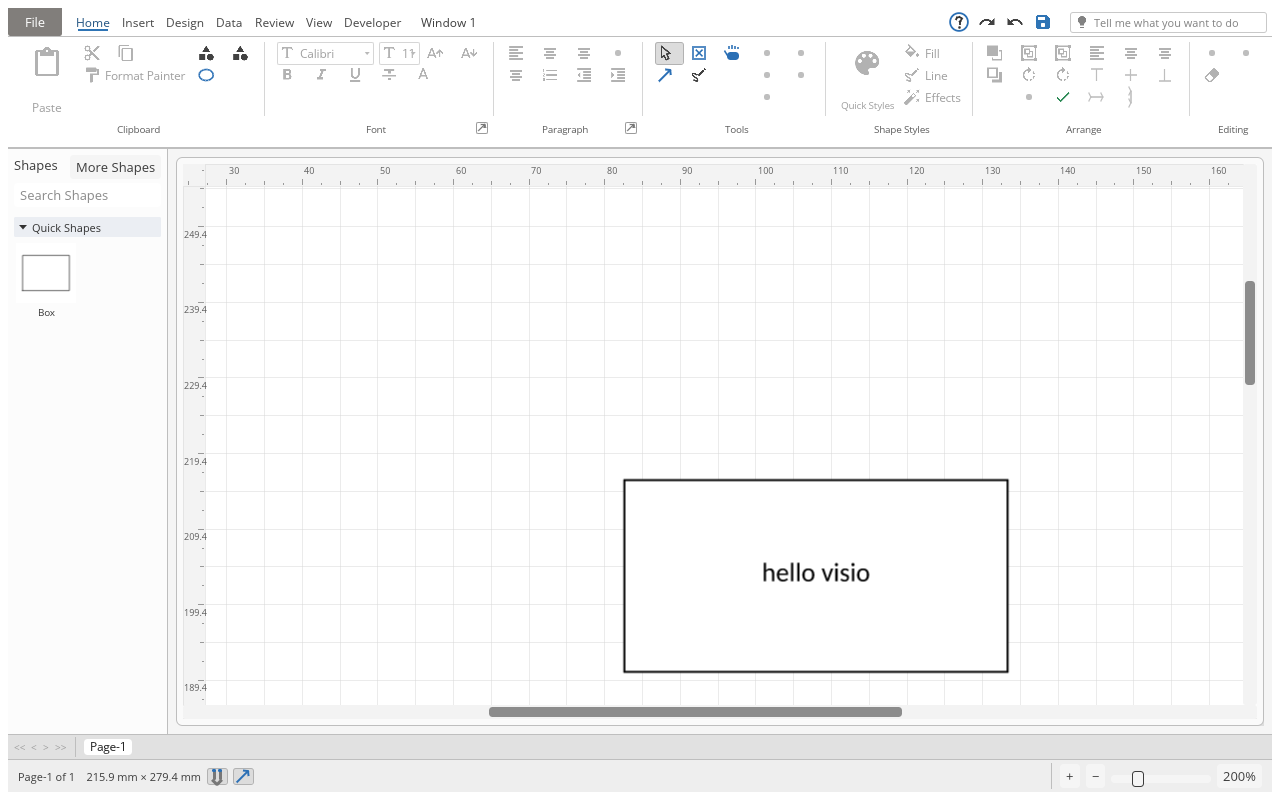 File Home Insert Design Data Review View Developer Window 1 Tell me what you want to do
Paste Format Painter Calibri 11 Quick Styles Fill
Line
Effects
Clipboard Font Paragraph Tools Shape Styles Arrange Editing
Shapes More Shapes
Search Shapes
Quick Shapes
Box
30 40 50 60 70 80 90 100 110 120 130 140 150 160
249.4
239.4
229.4
219.4
209.4
199.4
189.4
hello visio
<< < > >> Page-1
Page-1 of 1 215.9 mm × 279.4 mm + − 200%